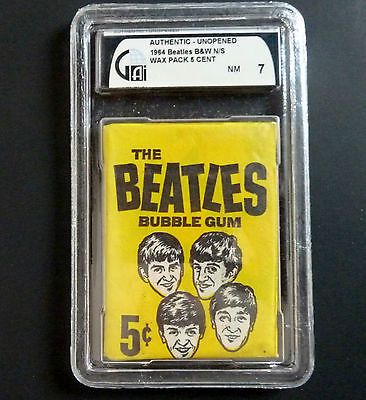 AUTHENTIC - UNOPENED
1964 Beatles B&W N/S
WAX PACK 5 CENT
NM 7
GAI
THE
BEATLES
BUBBLE GUM
5¢